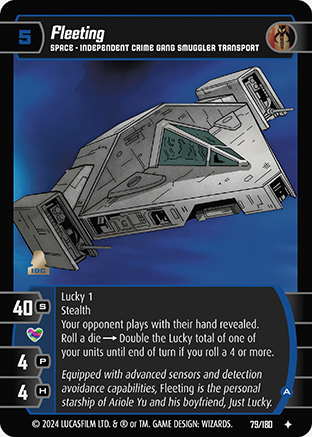 5
Fleeting
SPACE - INDEPENDENT CRIME GANG SMUGGLER TRANSPORT
IDC
40 S
4 P
4 H
Lucky 1
Stealth
Your opponent plays with their hand revealed.
Roll a die → Double the Lucky total of one
of your units until end of turn if you roll a 4 or more.
Equipped with advanced sensors and detection
avoidance capabilities, Fleeting is the personal
starship of Ariole Yu and his boyfriend, Just Lucky.
A
© 2024 LUCASFILM LTD. & ® OR ™. GAME DESIGN: WIZARDS.
79/180